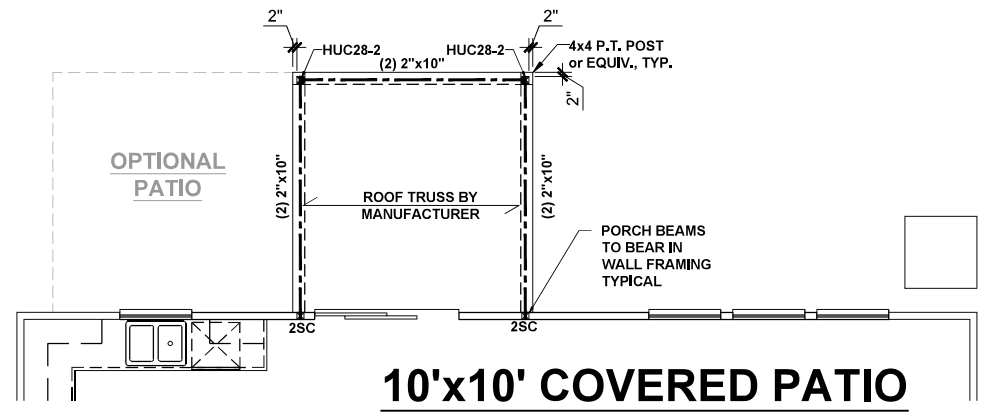 2"
2"
HUC28-2
HUC28-2
(2) 2"x10"
4x4 P.T. POST
or EQUIV., TYP.
2"
OPTIONAL
PATIO
(2) 2"x10"
(2) 2"x10"
ROOF TRUSS BY
MANUFACTURER
PORCH BEAMS
TO BEAR IN
WALL FRAMING
TYPICAL
2SC
2SC
10'x10' COVERED PATIO